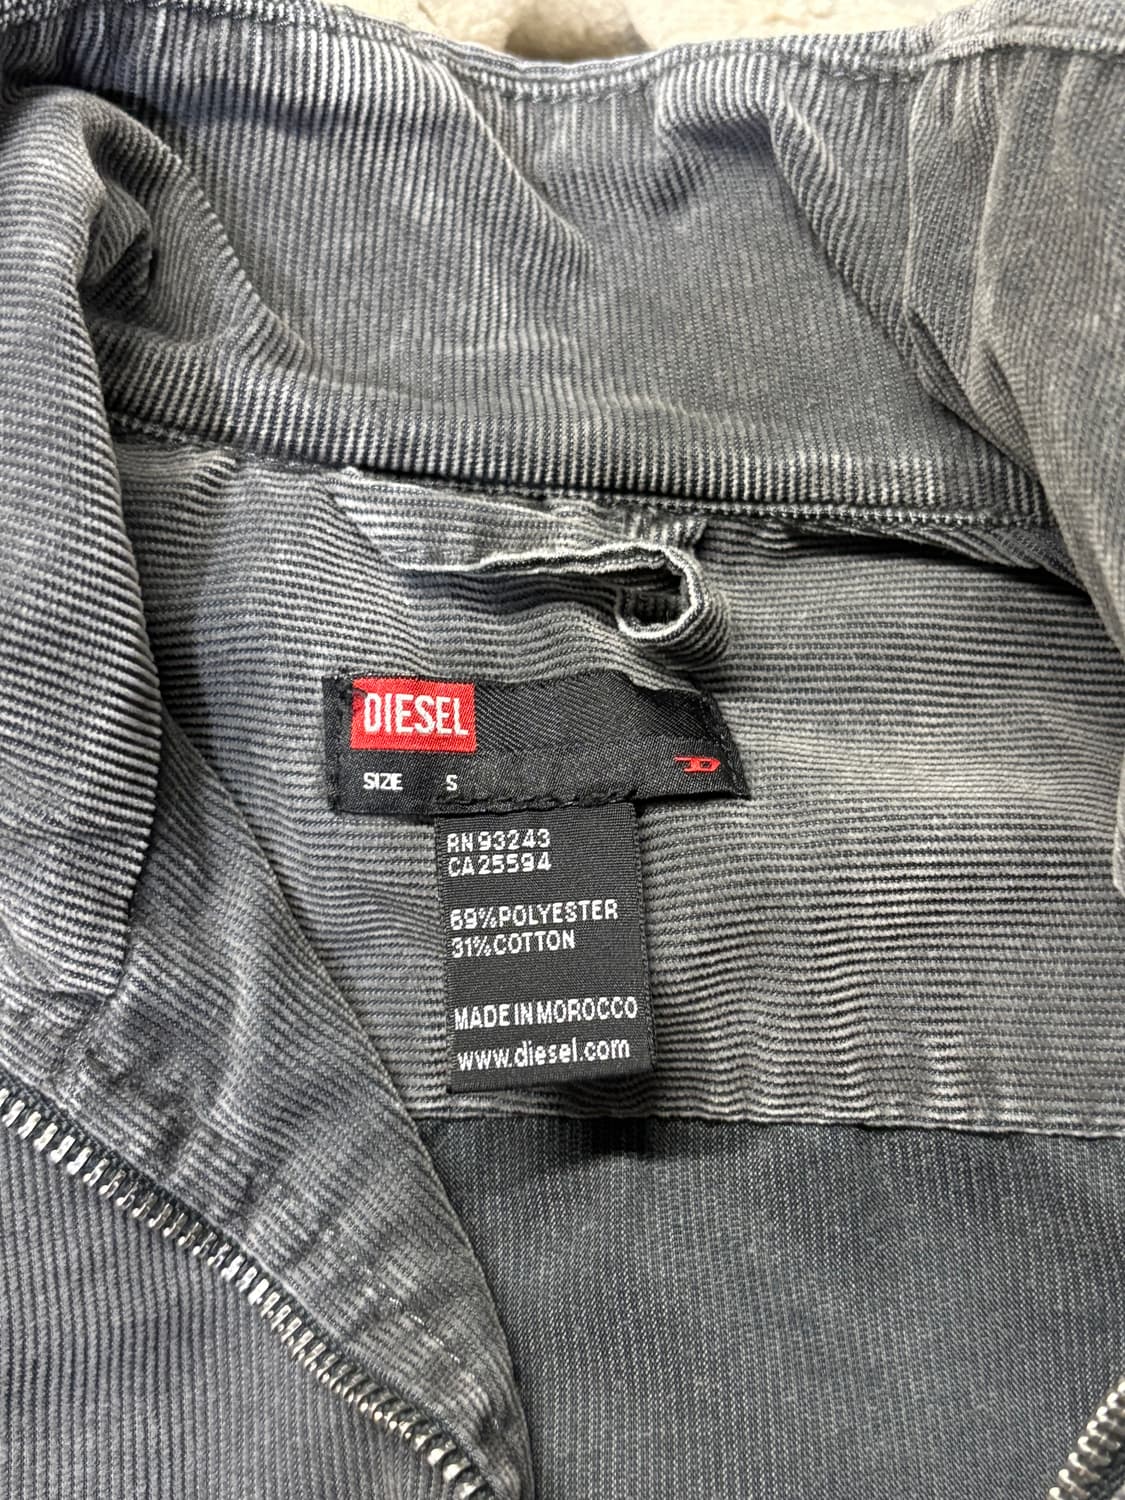 DIESEL
SIZE S
D
RN 93243
CA 25594
69% POLYESTER
31% COTTON
MADE IN MOROCCO
www.diesel.com